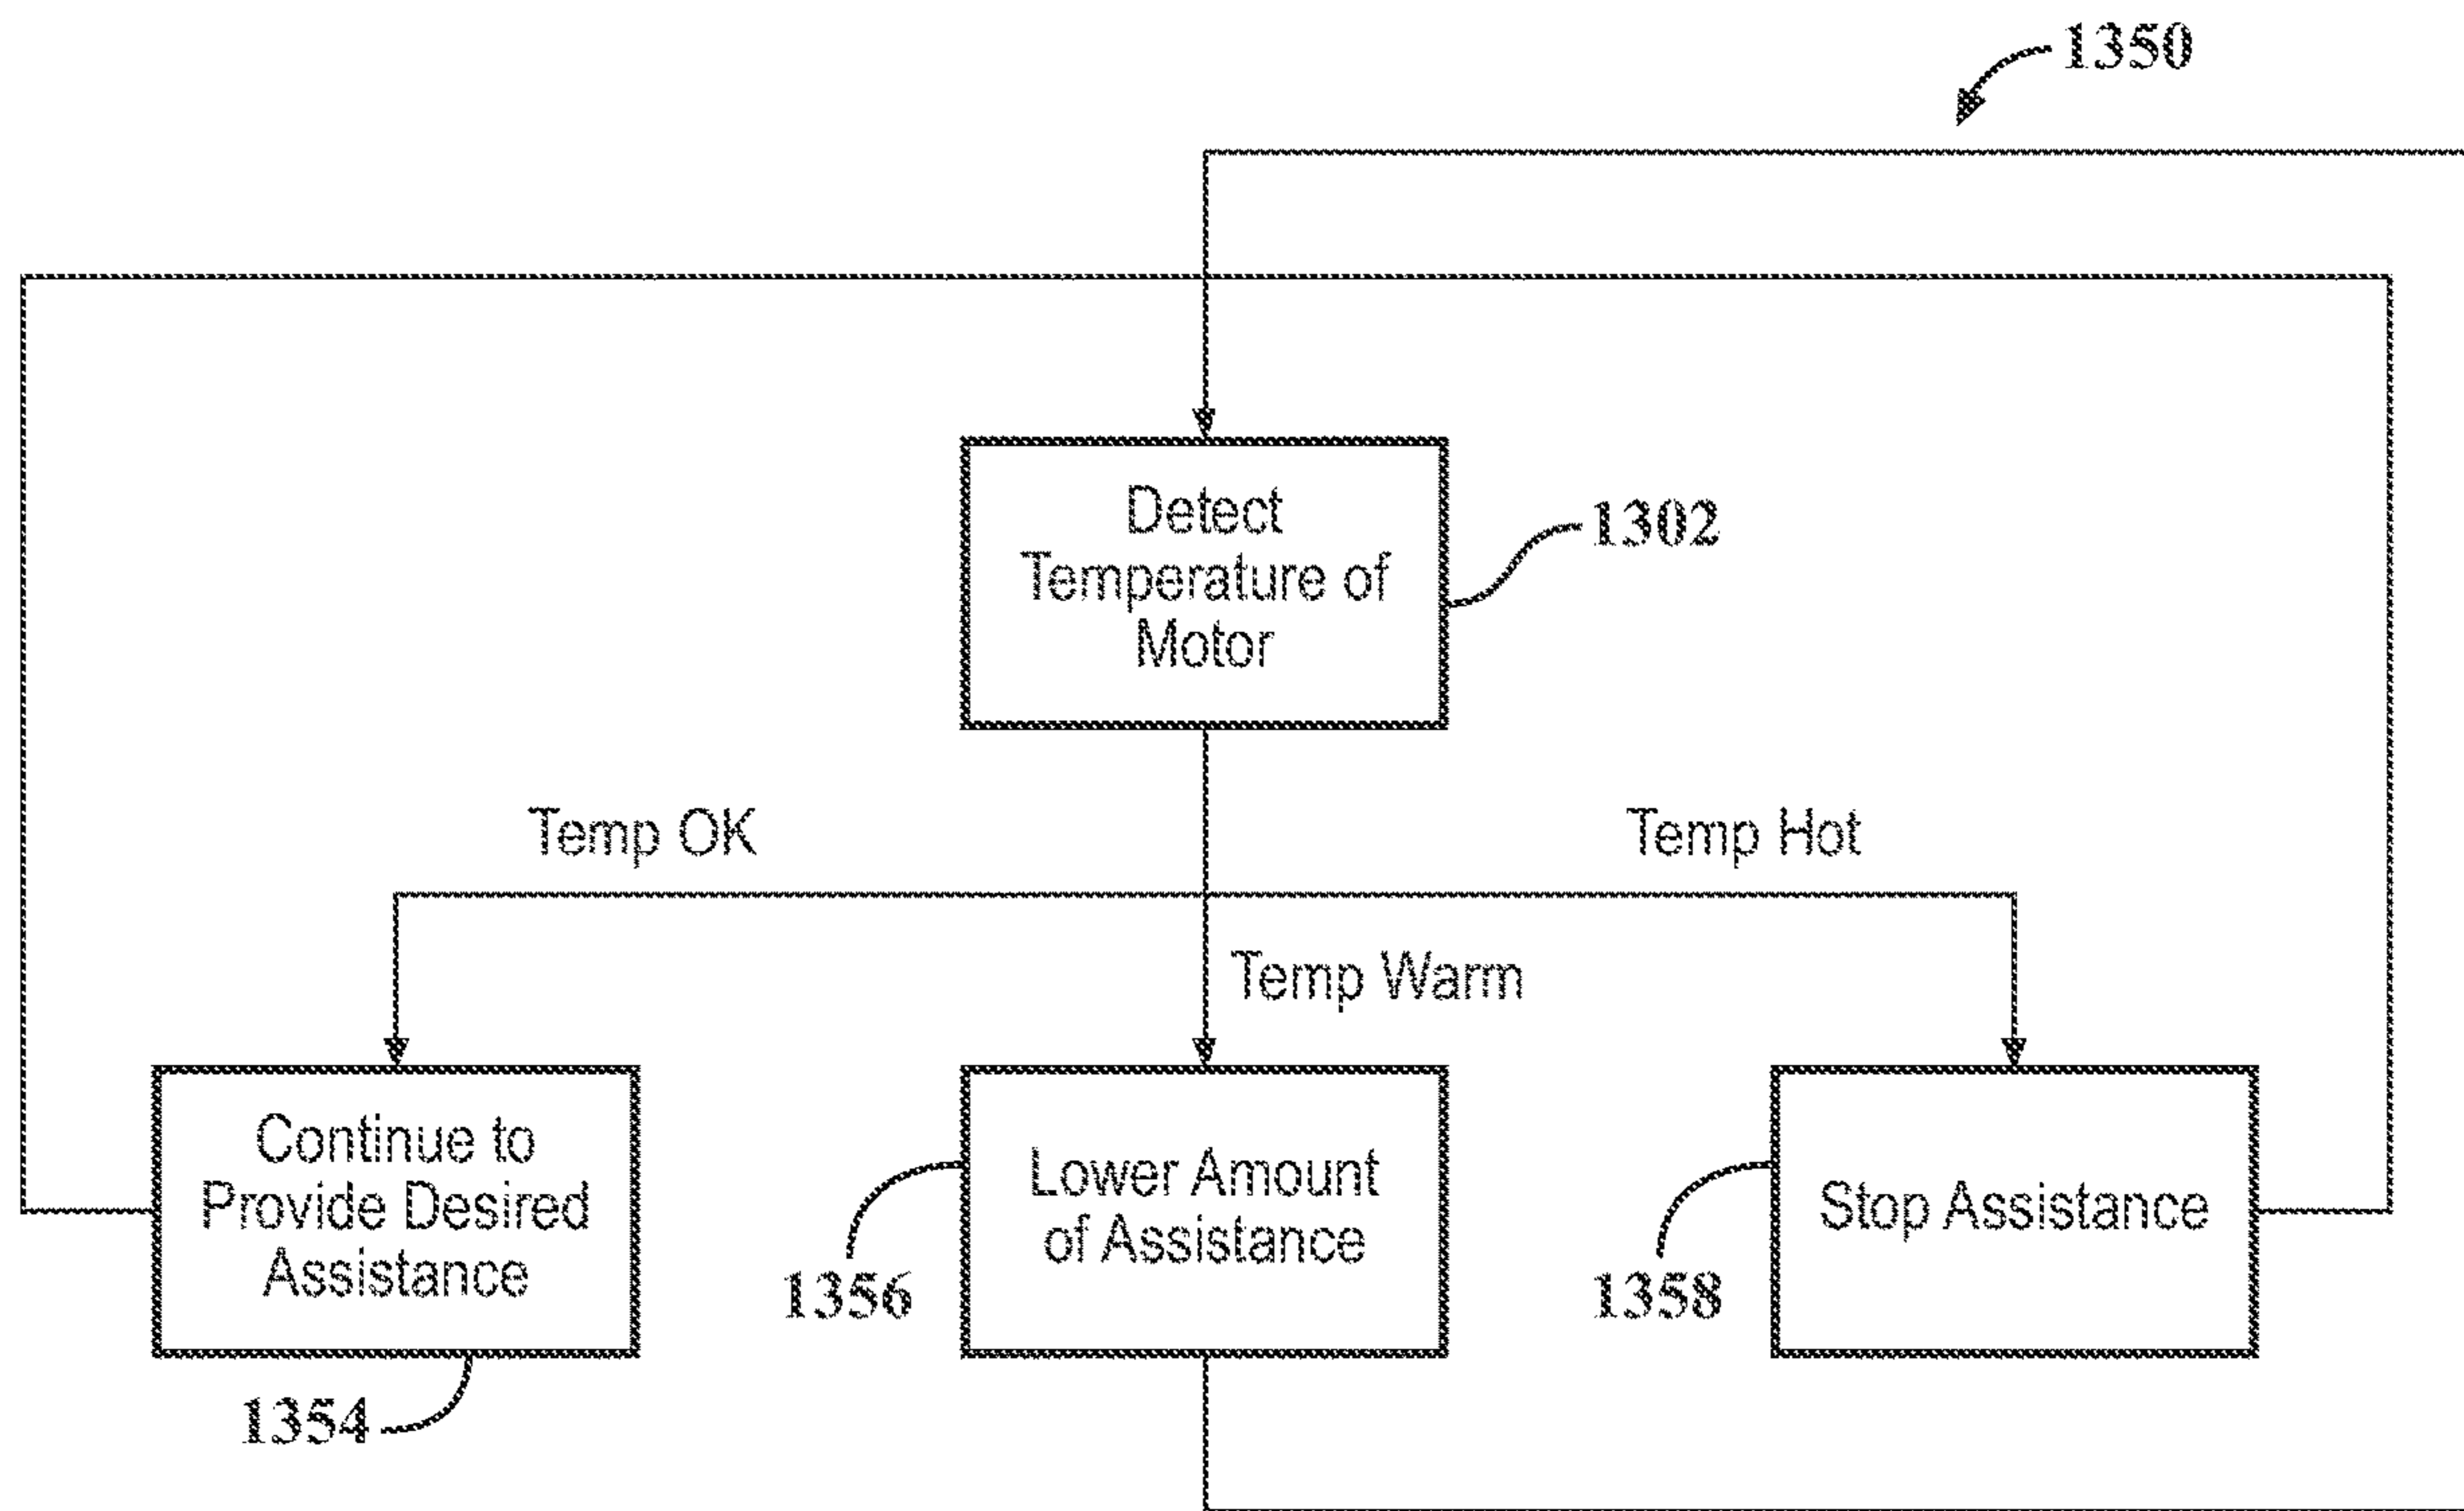 1350
Detect
Temperature of
Motor
1302
Temp OK
Temp Hot
Temp Warm
Continue to
Provide Desired
Assistance
1354
Lower Amount
of Assistance
1356
Stop Assistance
1358